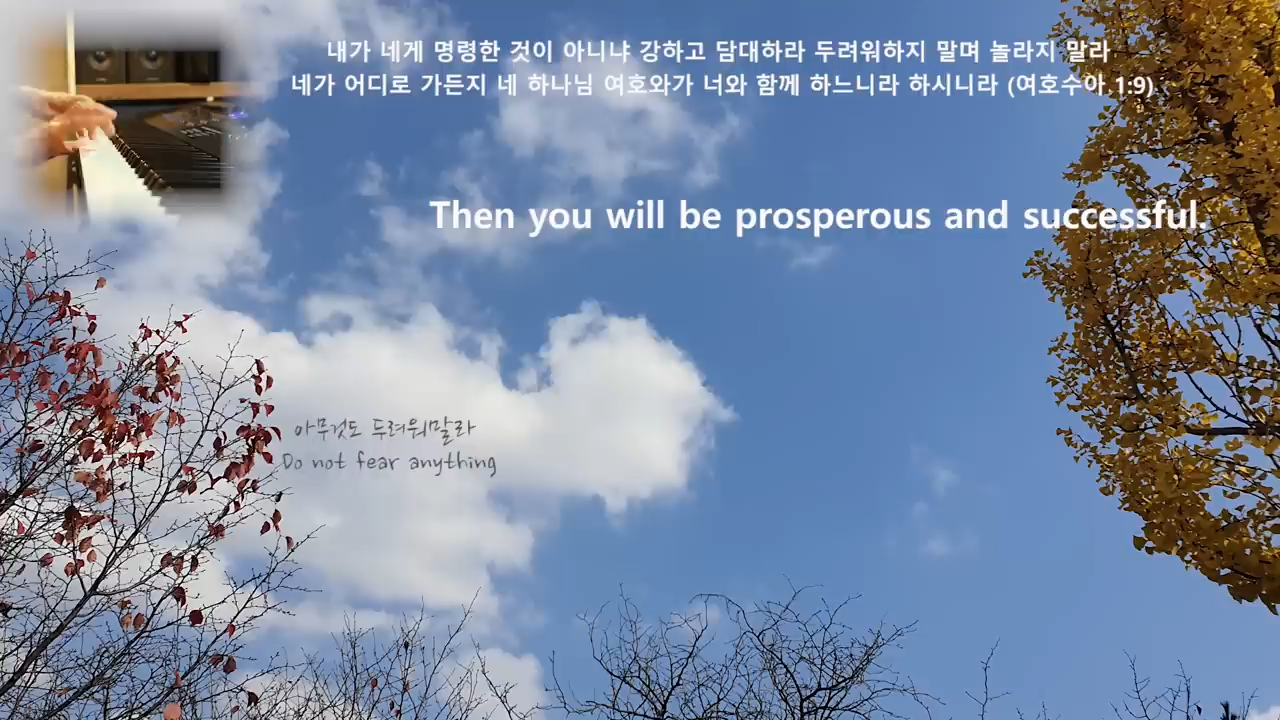 내가 네게 명령한 것이 아니냐 강하고 담대하라 두려워하지 말며 놀라지 말라
네가 어디로 가든지 네 하나님 여호와가 너와 함께 하느니라 하시니라 (여호수아 1:9)
Then you will be prosperous and successful.
아무것도 두려워말라
Do not fear anything